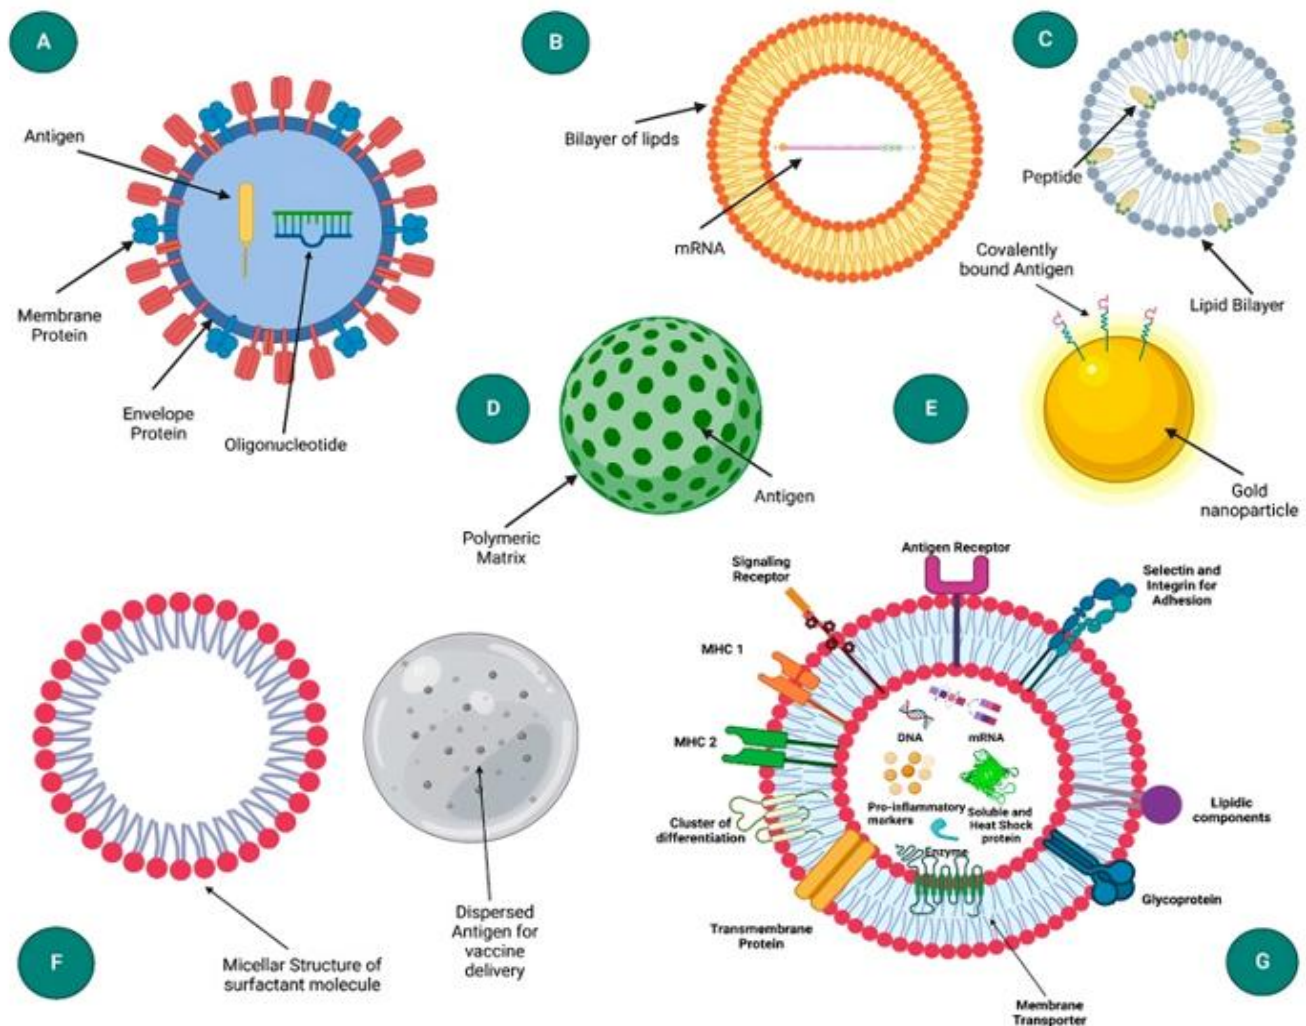 A
Antigen
Membrane
Protein
Envelope
Protein
Oligonucleotide
B
Bilayer of lipds
mRNA
C
Peptide
Lipid Bilayer
D
Polymeric
Matrix
Antigen
E
Covalently
bound Antigen
Gold
nanoparticle
F
Micellar Structure of
surfactant molecule
Dispersed
Antigen for
vaccine
delivery
G
Signaling
Receptor
Antigen Receptor
Selectin and
Integrin for
Adhesion
MHC 1
MHC 2
Cluster of
differentiation
Transmembrane
Protein
DNA
mRNA
Pro-inflammatory
markers
Soluble and
Heat Shock
protein
Enzyme
Lipidic
components
Glycoprotein
Membrane
Transporter